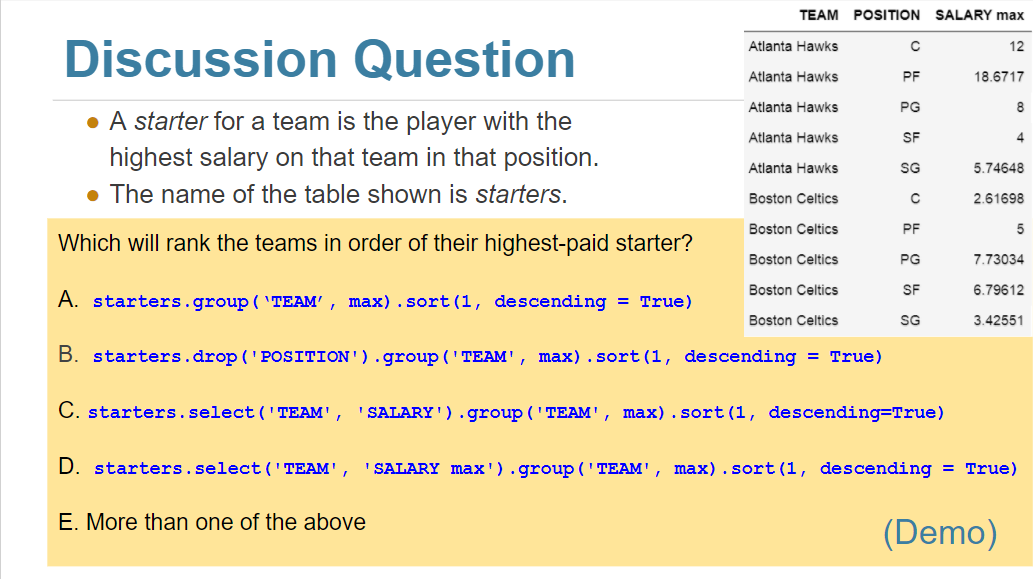 Discussion Question
● A starter for a team is the player with the
highest salary on that team in that position.
● The name of the table shown is starters.
TEAM POSITION SALARY max
Atlanta Hawks C 12
Atlanta Hawks PF 18.6717
Atlanta Hawks PG 8
Atlanta Hawks SF 4
Atlanta Hawks SG 5.74648
Boston Celtics C 2.61698
Boston Celtics PF 5
Boston Celtics PG 7.73034
Boston Celtics SF 6.79612
Boston Celtics SG 3.42551
Which will rank the teams in order of their highest-paid starter?
A. starters.group(‘TEAM’, max).sort(1, descending = True)
B. starters.drop('POSITION').group('TEAM', max).sort(1, descending = True)
C. starters.select('TEAM', 'SALARY').group('TEAM', max).sort(1, descending=True)
D. starters.select('TEAM', 'SALARY max').group('TEAM', max).sort(1, descending = True)
E. More than one of the above
(Demo)